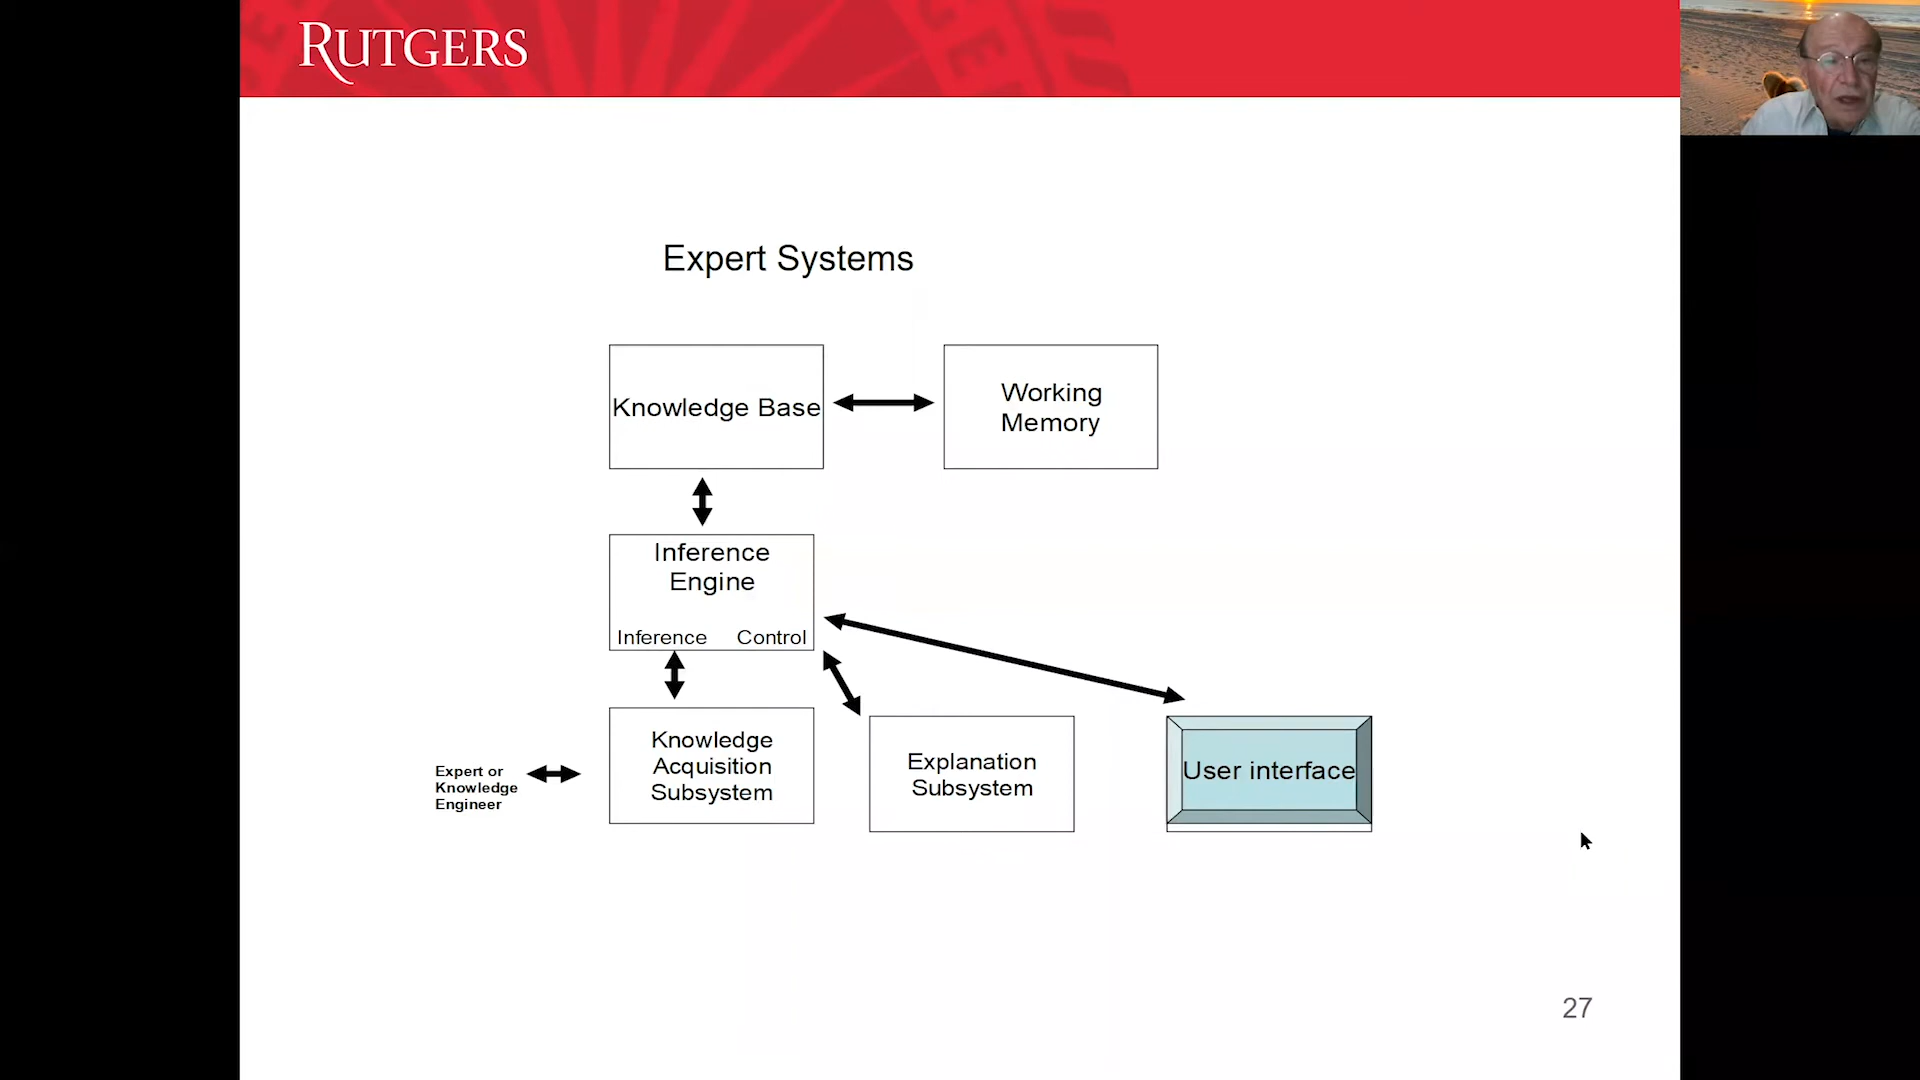 RUTGERS
Expert Systems
Knowledge Base
Working
Memory
Inference
Engine
Inference Control
Knowledge
Acquisition
Subsystem
Expert or
Knowledge
Engineer
Explanation
Subsystem
User interface
27